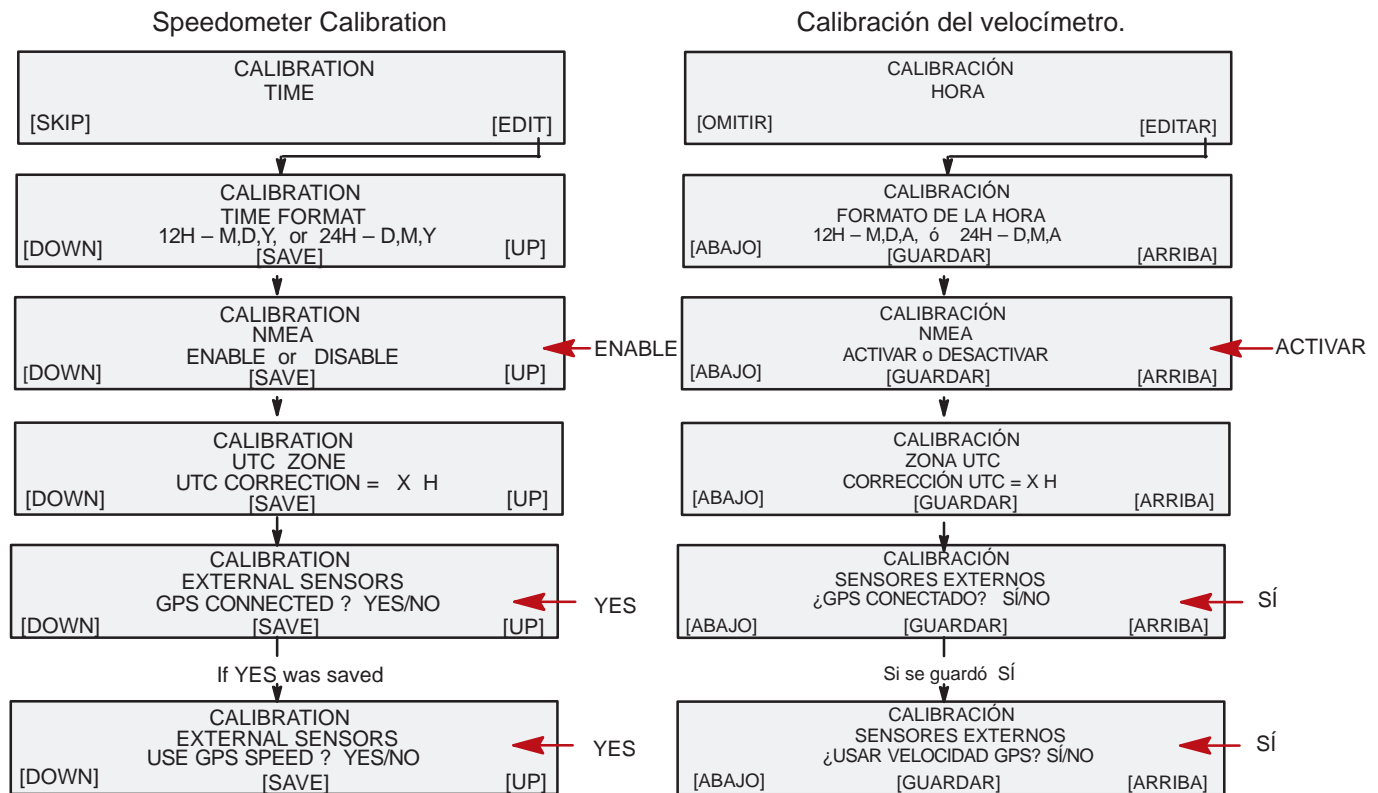 Speedometer Calibration
CALIBRATION
TIME
[SKIP] [EDIT]
CALIBRATION
TIME FORMAT
12H – M,D,Y, or 24H – D,M,Y
[DOWN] [SAVE] [UP]
CALIBRATION
NMEA
ENABLE or DISABLE
[DOWN] [SAVE] [UP]
ENABLE
CALIBRATION
UTC ZONE
UTC CORRECTION = X H
[DOWN] [SAVE] [UP]
CALIBRATION
EXTERNAL SENSORS
GPS CONNECTED ? YES/NO
[DOWN] [SAVE] [UP]
YES
If YES was saved
CALIBRATION
EXTERNAL SENSORS
USE GPS SPEED ? YES/NO
[DOWN] [SAVE] [UP]
YES
Calibración del velocímetro.
CALIBRACIÓN
HORA
[OMITIR] [EDITAR]
CALIBRACIÓN
FORMATO DE LA HORA
12H – M,D,A, ó 24H – D,M,A
[ABAJO] [GUARDAR] [ARRIBA]
CALIBRACIÓN
NMEA
ACTIVAR o DESACTIVAR
[ABAJO] [GUARDAR] [ARRIBA]
ACTIVAR
CALIBRACIÓN
ZONA UTC
CORRECCIÓN UTC = X H
[ABAJO] [GUARDAR] [ARRIBA]
CALIBRACIÓN
SENSORES EXTERNOS
¿GPS CONECTADO? SÍ/NO
[ABAJO] [GUARDAR] [ARRIBA]
SÍ
Si se guardó SÍ
CALIBRACIÓN
SENSORES EXTERNOS
¿USAR VELOCIDAD GPS? SÍ/NO
[ABAJO] [GUARDAR] [ARRIBA]
SÍ